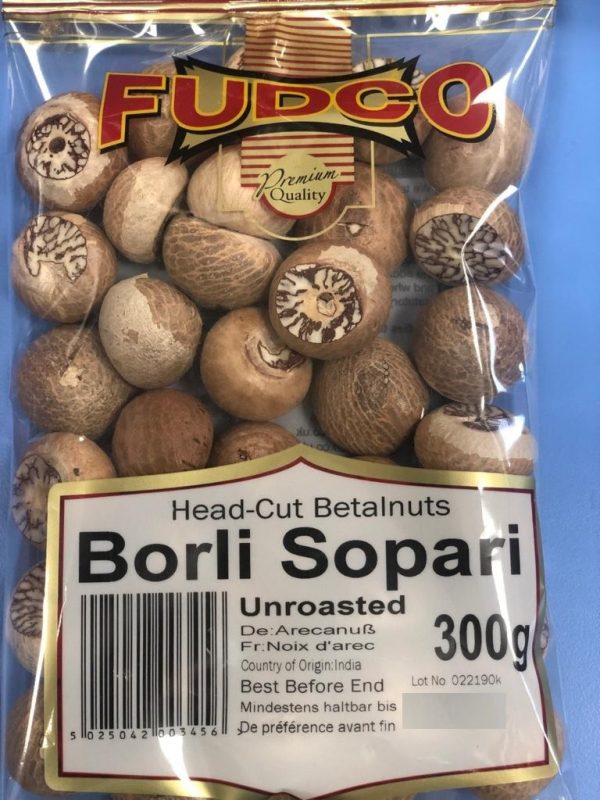 FUDCO
Premium
Quality
Head-Cut Betalnuts
Borli Sopari
Unroasted
De:Arecanuß
Fr:Noix d'arec
300g
Country of Origin:India
Lot No 022190k
Best Before End
Mindestens haltbar bis
De préférence avant fin
5 025042 003456 >